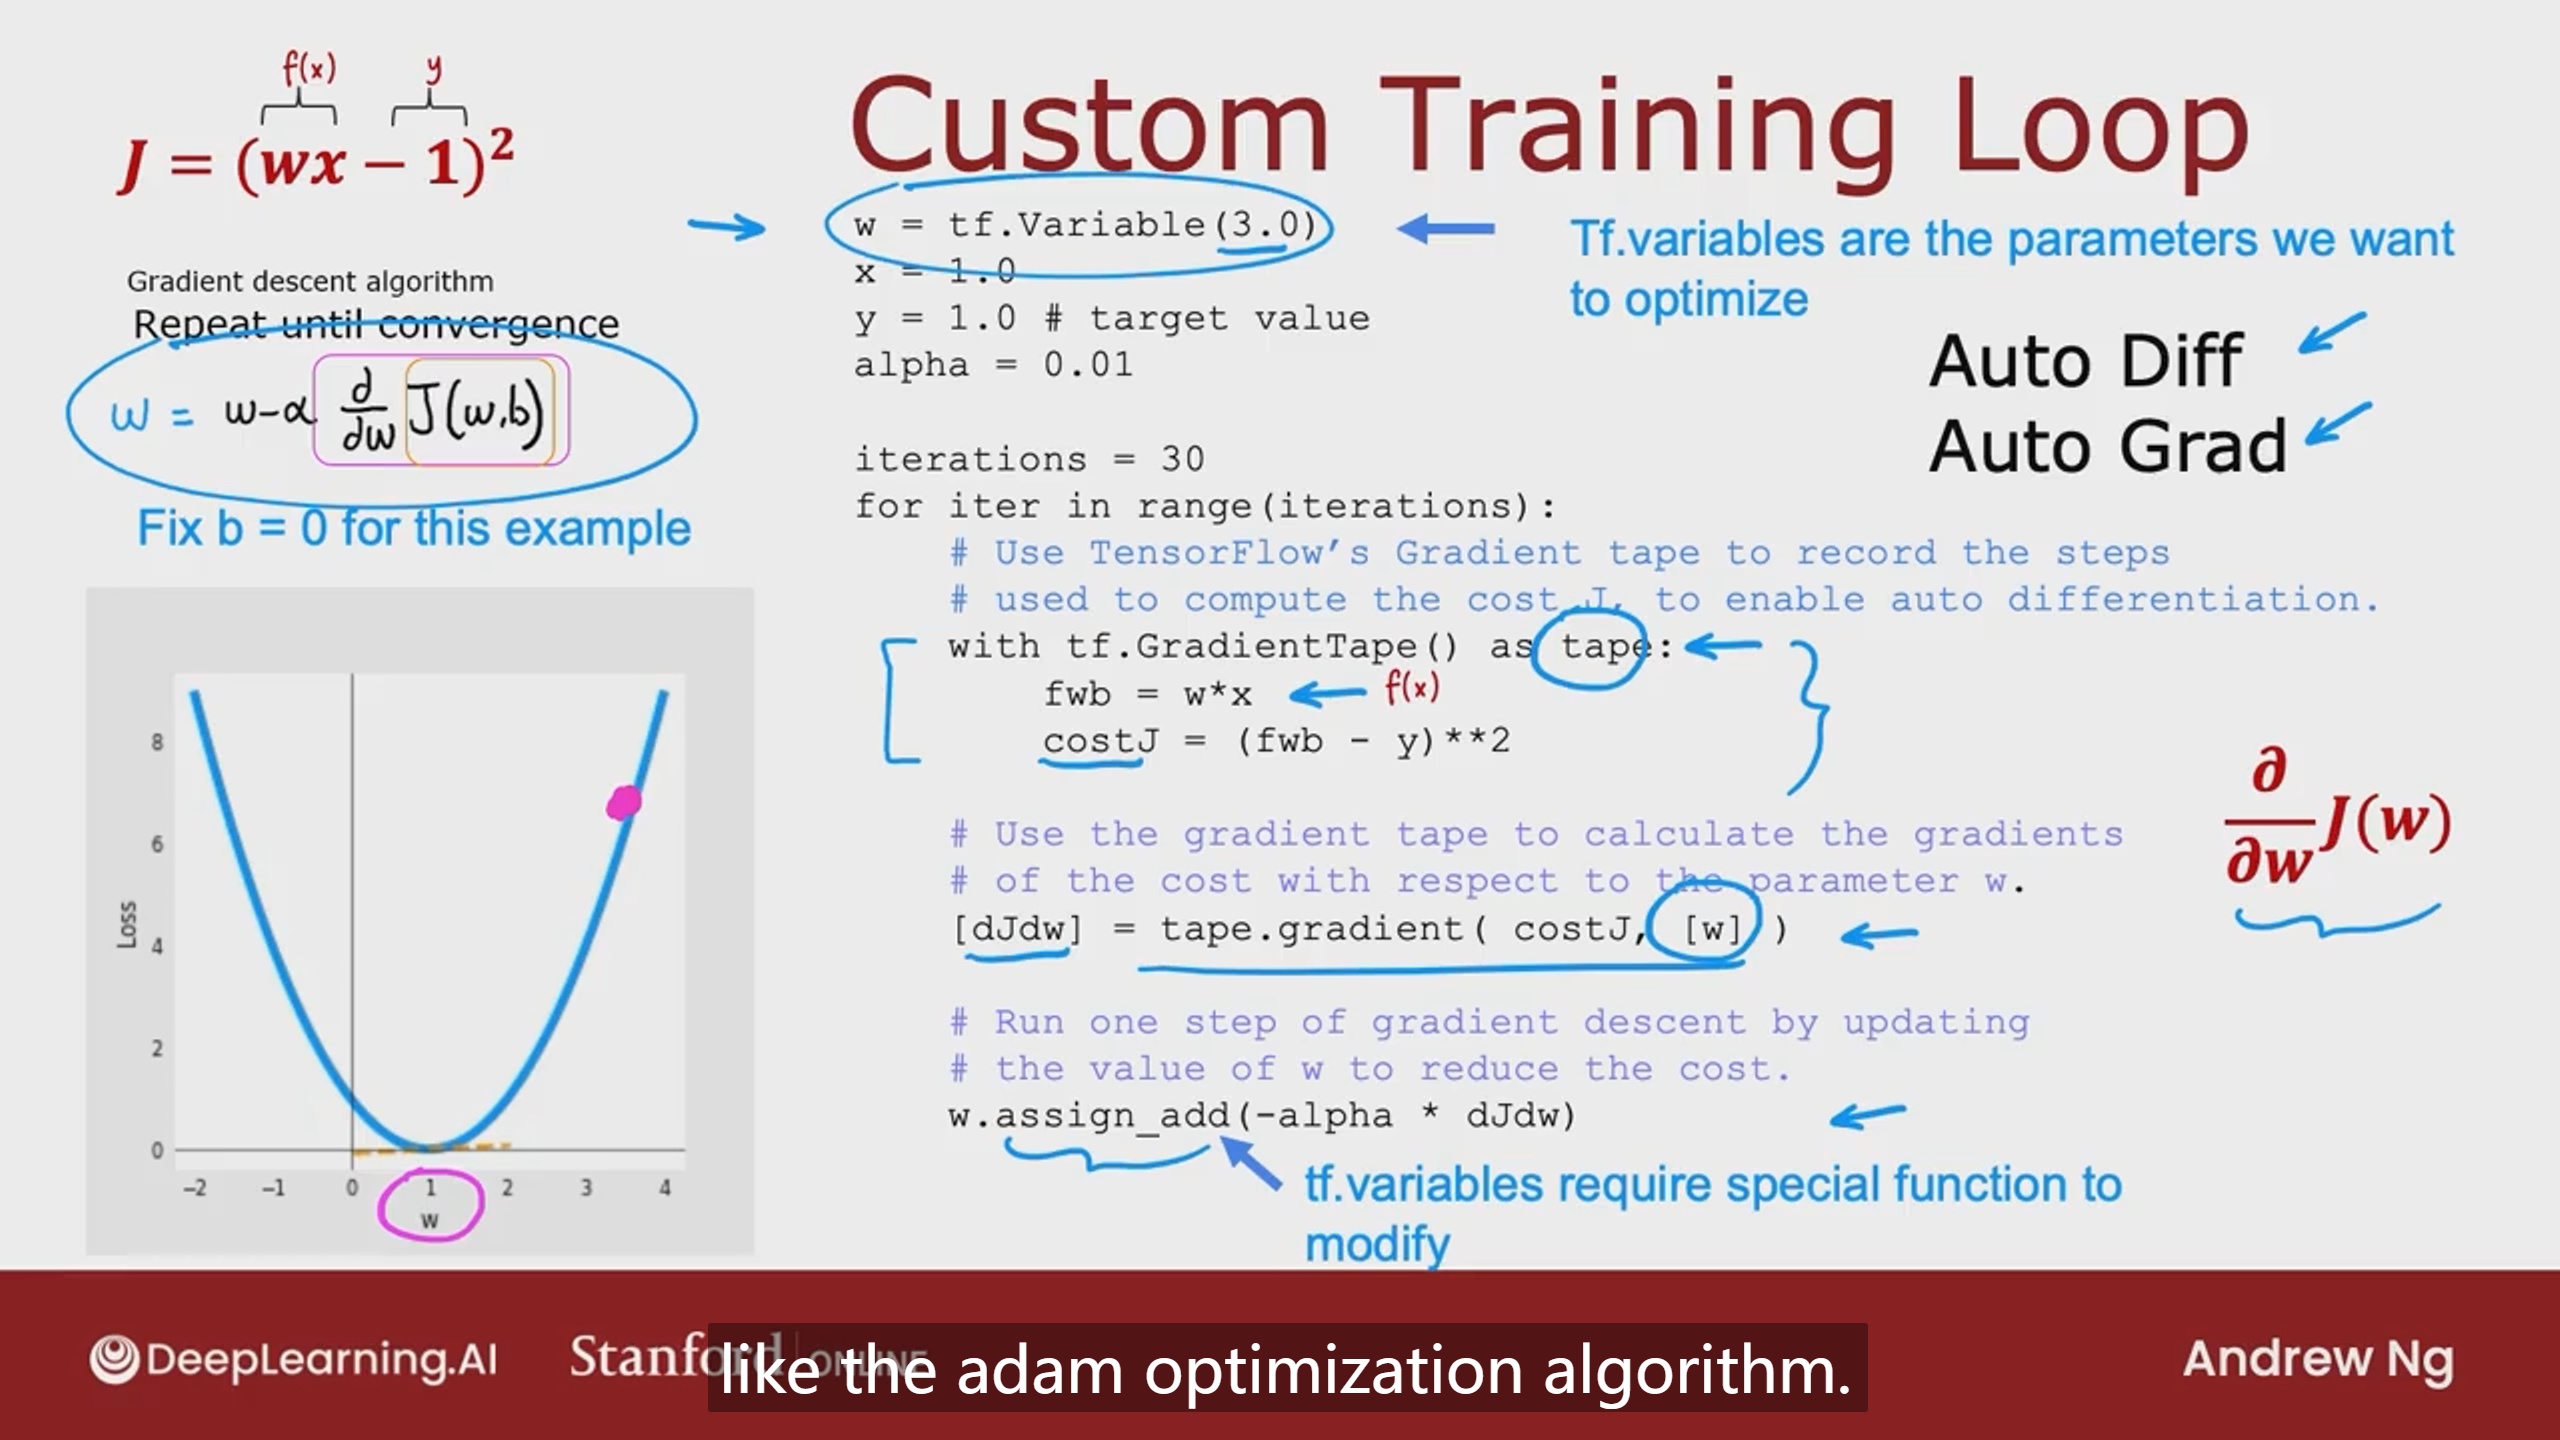 f(x) y
J = (wx − 1)²
Gradient descent algorithm
Repeat until convergence
w = w-α ∂/∂w J(w,b)
Fix b = 0 for this example
8
6
4
2
0
Loss
−2 −1 0 1 2 3 4
w
Custom Training Loop
w = tf.Variable(3.0)
x = 1.0
y = 1.0 # target value
alpha = 0.01
Tf.variables are the parameters we want
to optimize
Auto Diff
Auto Grad
iterations = 30
for iter in range(iterations):
# Use TensorFlow’s Gradient tape to record the steps
# used to compute the cost J, to enable auto differentiation.
with tf.GradientTape() as tape:
fwb = w*x f(x)
costJ = (fwb - y)**2
# Use the gradient tape to calculate the gradients
# of the cost with respect to the parameter w.
[dJdw] = tape.gradient( costJ, [w] )
∂/∂w J(w)
# Run one step of gradient descent by updating
# the value of w to reduce the cost.
w.assign_add(-alpha * dJdw)
tf.variables require special function to
modify
DeepLearning.AI Stanford ONLINE Andrew Ng
like the adam optimization algorithm.